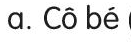 a. Cô bé (